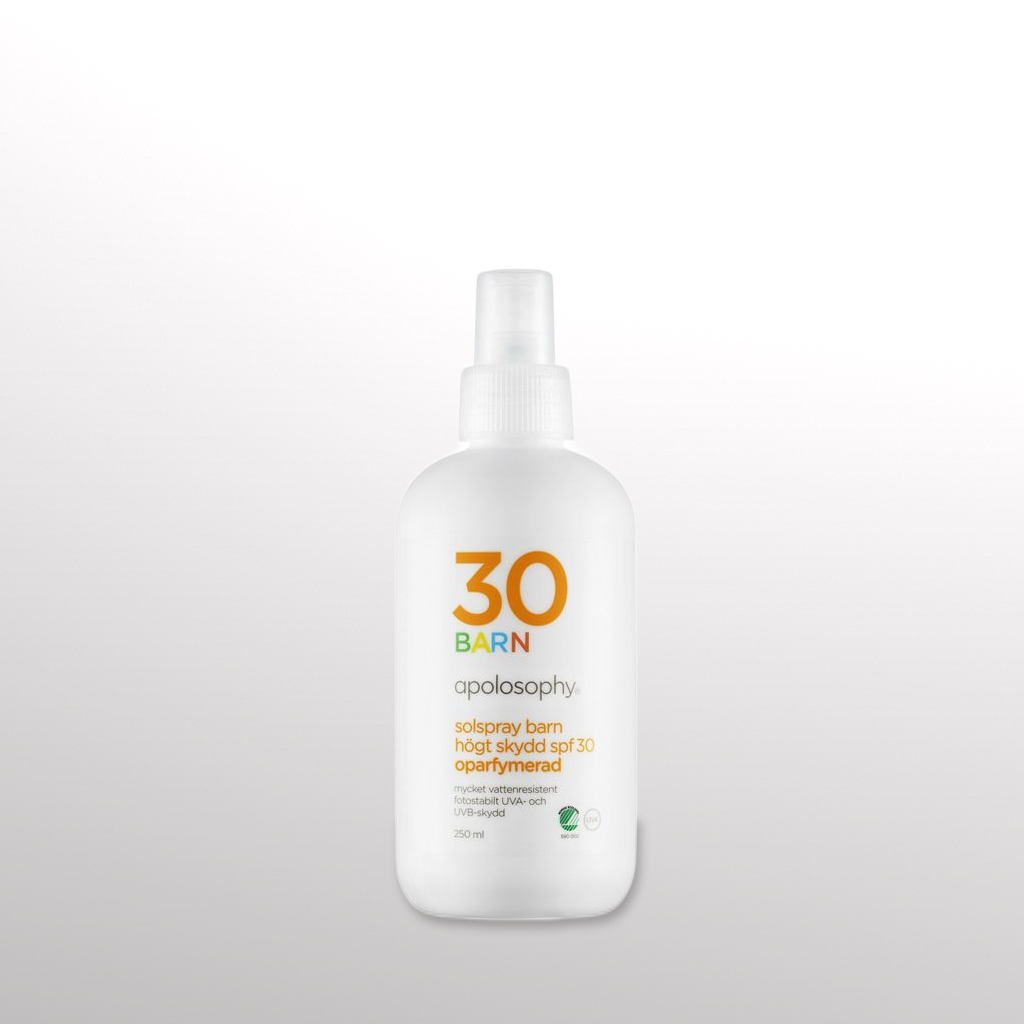 30
BARN
apolosophy®
solspray barn
högt skydd spf 30
oparfymerad
mycket vattenresistent
fotostabilt UVA- och
UVB-skydd
UVA
250 ml